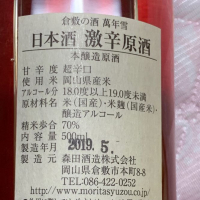 倉敷の酒 萬年雪
日本酒 激辛原酒
本醸造原酒
甘辛度 超辛口
使用米 岡山県産米
アルコール分 18.0度以上19.0度未満
原材料名 米(国産)・米麹(国産米)・
醸造アルコール
精米歩合 70%
内容量 500ml
製造年月 2019.5.
製造元 森田酒造株式会社
岡山県倉敷市本町8-8
TEL086-422-0252
http://www.moritasyuzou.co.jp/